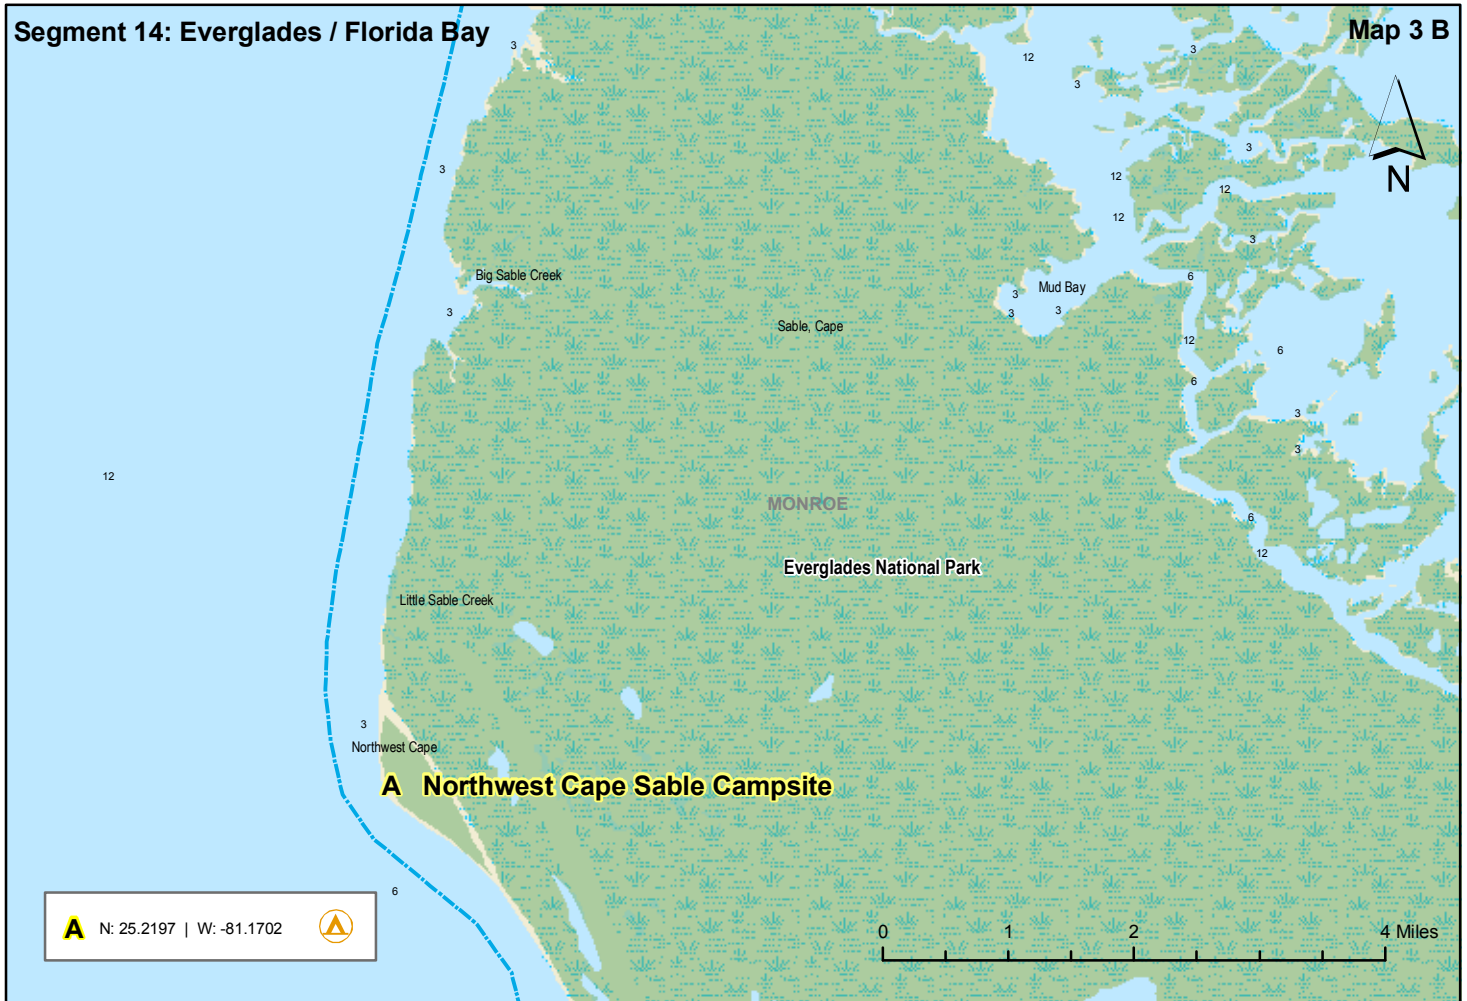 Segment 14: Everglades / Florida Bay
Map 3 B
3
12
3
3
N
3
3
12
12
12
3
Big Sable Creek
6
Mud Bay
3
3
3
3
Sable, Cape
12
6
6
3
3
12
MONROE
6
12
Everglades National Park
Little Sable Creek
3
Northwest Cape
A Northwest Cape Sable Campsite
6
A N: 25.2197 | W: -81.1702
0 1 2 4 Miles